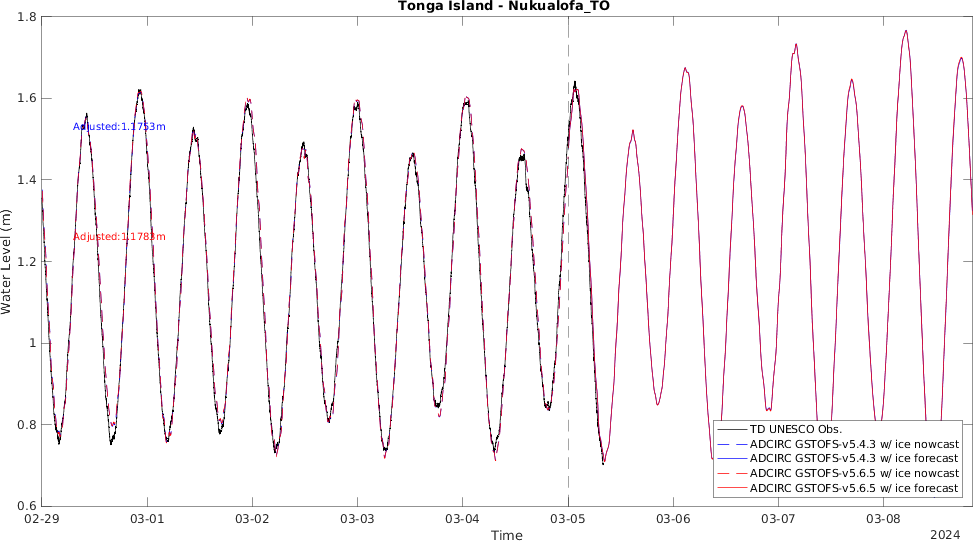 Tonga Island - Nukualofa_TO
1.8
1.6
1.4
1.2
1
0.8
0.6
Water Level (m)
Adjusted:1.1753m
Adjusted:1.1783m
TD UNESCO Obs.
ADCIRC GSTOFS-v5.4.3 w/ ice nowcast
ADCIRC GSTOFS-v5.4.3 w/ ice forecast
ADCIRC GSTOFS-v5.6.5 w/ ice nowcast
ADCIRC GSTOFS-v5.6.5 w/ ice forecast
02-29 03-01 03-02 03-03 03-04 03-05 03-06 03-07 03-08
Time
2024